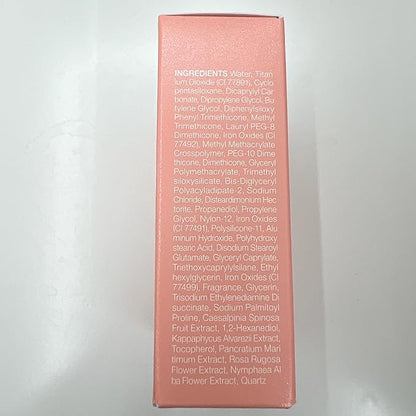 INGREDIENTS Water, Titan
ium Dioxide (CI 77891), Cyclo
pentasiloxane, Dicaprylyl Car
bonate, Dipropylene Glycol, Bu
tylene Glycol, Diphenylsiloxy
Phenyl Trimethicone, Methyl
Trimethicone, Lauryl PEG-8
Dimethicone, Iron Oxides (CI
77492), Methyl Methacrylate
Crosspolymer, PEG-10 Dime
thicone, Dimethicone, Glyceryl
Polymethacrylate, Trimethyl
siloxysilicate, Bis-Diglyceryl
Polyacyladipate-2, Sodium
Chloride, Disteardimonium Hec
torite, Propanediol, Propylene
Glycol, Nylon-12, Iron Oxides
(CI 77491), Polysilicone-11, Alu
minum Hydroxide, Polyhydroxy
stearic Acid, Disodium Stearoyl
Glutamate, Glyceryl Caprylate,
Triethoxycaprylylsilane, Ethyl
hexylglycerin, Iron Oxides (CI
77499), Fragrance, Glycerin,
Trisodium Ethylenediamine Di
succinate, Sodium Palmitoyl
Proline, Caesalpinia Spinosa
Fruit Extract, 1,2-Hexanediol,
Kappaphycus Alvarezii Extract,
Tocopherol, Pancratium Mari
timum Extract, Rosa Rugosa
Flower Extract, Nymphaea Al
ba Flower Extract, Quartz